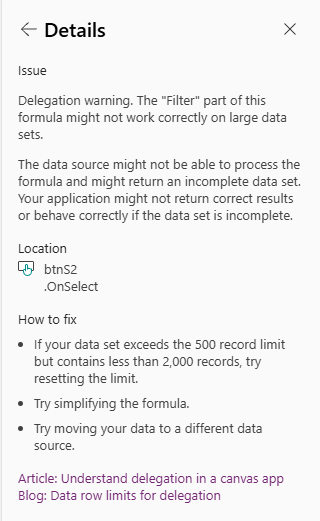 Details
Issue
Delegation warning. The "Filter" part of this
formula might not work correctly on large data
sets.
The data source might not be able to process the
formula and might return an incomplete data set.
Your application might not return correct results
or behave correctly if the data set is incomplete.
Location
btnS2
.OnSelect
How to fix
• If your data set exceeds the 500 record limit
but contains less than 2,000 records, try
resetting the limit.
• Try simplifying the formula.
• Try moving your data to a different data
source.
Article: Understand delegation in a canvas app
Blog: Data row limits for delegation